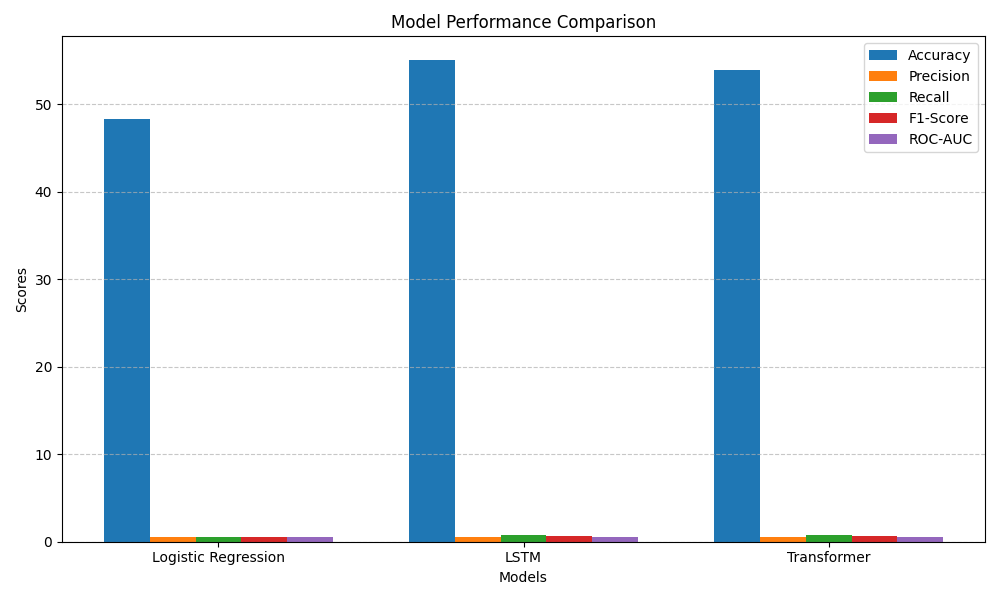 Model Performance Comparison
Accuracy
Precision
Recall
F1-Score
ROC-AUC
50
40
30
20
10
0
Scores
Logistic Regression
LSTM
Transformer
Models